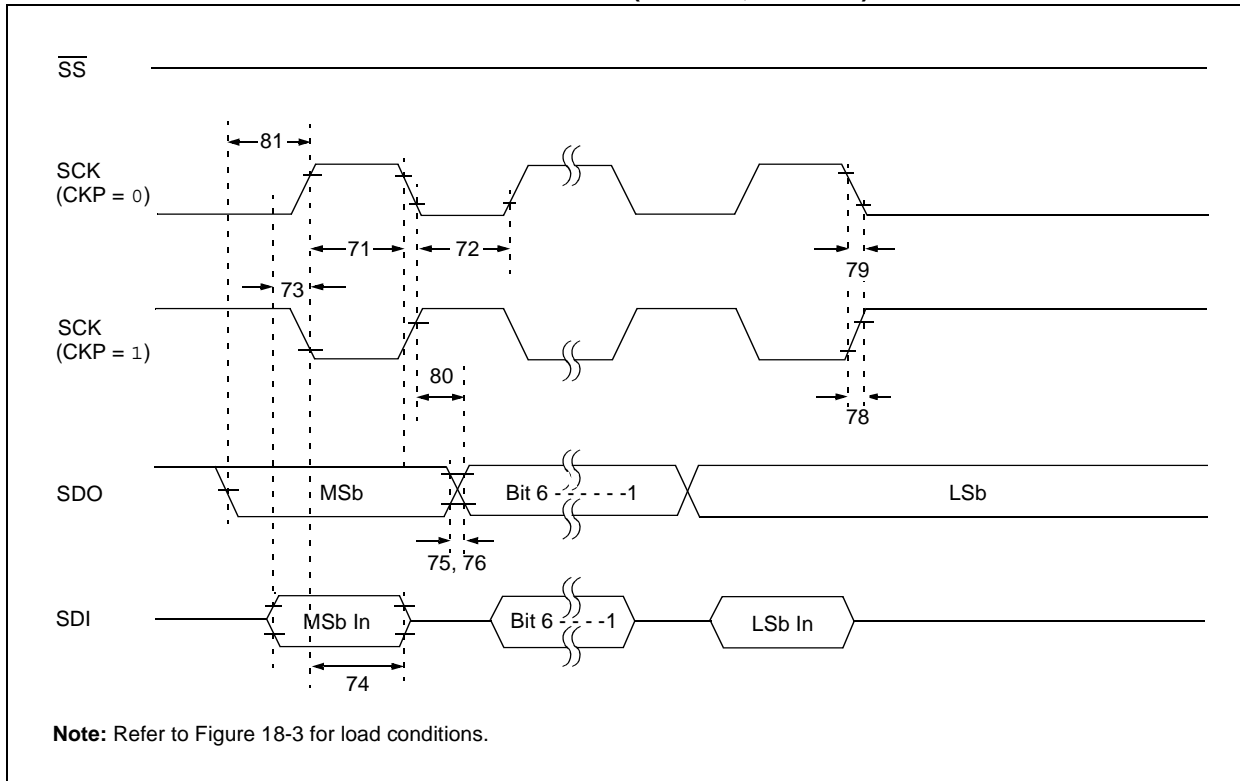 SS
81
SCK
(CKP = 0)
71
72
79
73
SCK
(CKP = 1)
80
78
SDO
MSb
Bit 6 - - - - - -1
LSb
75, 76
SDI
MSb In
Bit 6 - - - - -1
LSb In
74
Note: Refer to Figure 18-3 for load conditions.